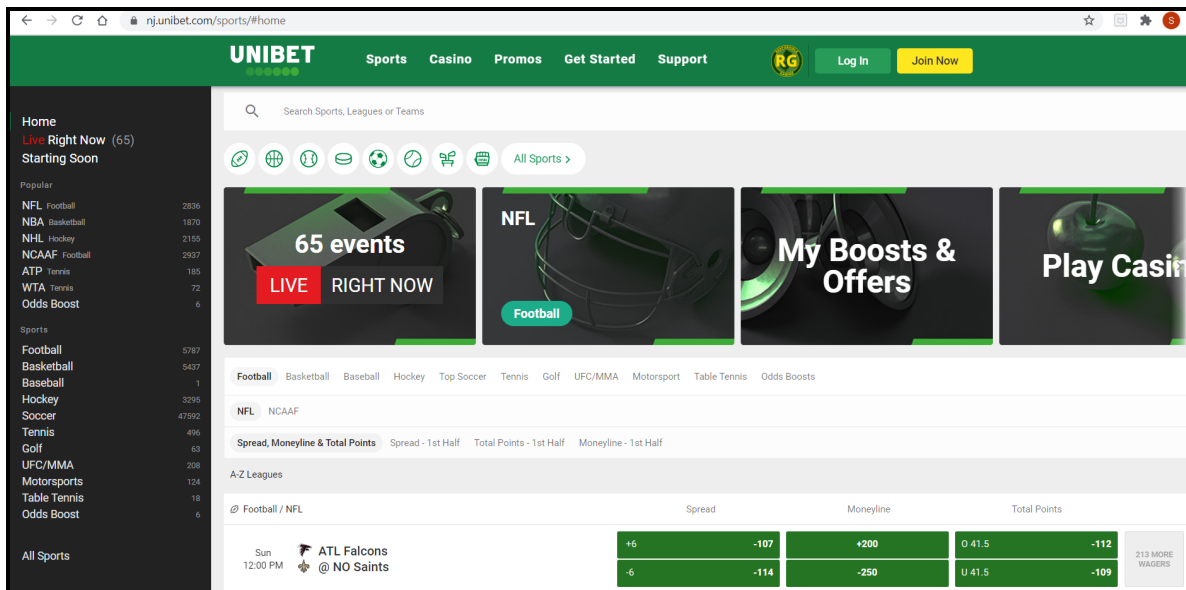 nj.unibet.com/sports/#home
S
UNIBET
Sports Casino Promos Get Started Support
RG
Log In
Join Now
Search Sports, Leagues or Teams
All Sports >
Home
Live Right Now (65)
Starting Soon
Popular
NFL Football 2836
NBA Basketball 1870
NHL Hockey 2155
NCAAF Football 2937
ATP Tennis 185
WTA Tennis 72
Odds Boost 6
Sports
Football 5787
Basketball 5437
Baseball 1
Hockey 3295
Soccer 47592
Tennis 496
Golf 63
UFC/MMA 208
Motorsports 124
Table Tennis 18
Odds Boost 6
All Sports
65 events
LIVE RIGHT NOW
NFL
Football
My Boosts &
Offers
Play Casin
Football Basketball Baseball Hockey Top Soccer Tennis Golf UFC/MMA Motorsport Table Tennis Odds Boosts
NFL NCAAF
Spread, Moneyline & Total Points Spread - 1st Half Total Points - 1st Half Moneyline - 1st Half
A-Z Leagues
Football / NFL Spread Moneyline Total Points
Sun
12:00 PM
ATL Falcons
@ NO Saints
+6 -107 +200 O 41.5 -112
-6 -114 -250 U 41.5 -109
213 MORE
WAGERS